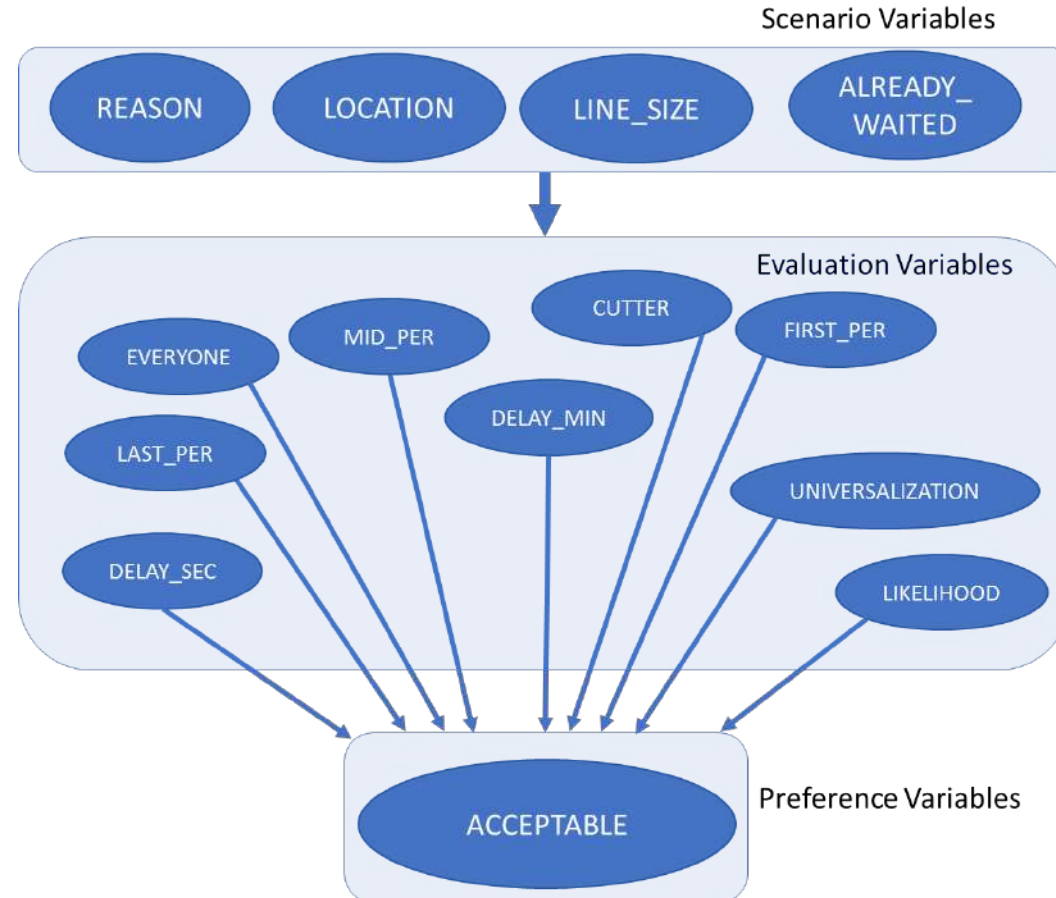 Scenario Variables
REASON
LOCATION
LINE_SIZE
ALREADY_
WAITED
Evaluation Variables
CUTTER
FIRST_PER
MID_PER
EVERYONE
DELAY_MIN
LAST_PER
UNIVERSALIZATION
DELAY_SEC
LIKELIHOOD
Preference Variables
ACCEPTABLE